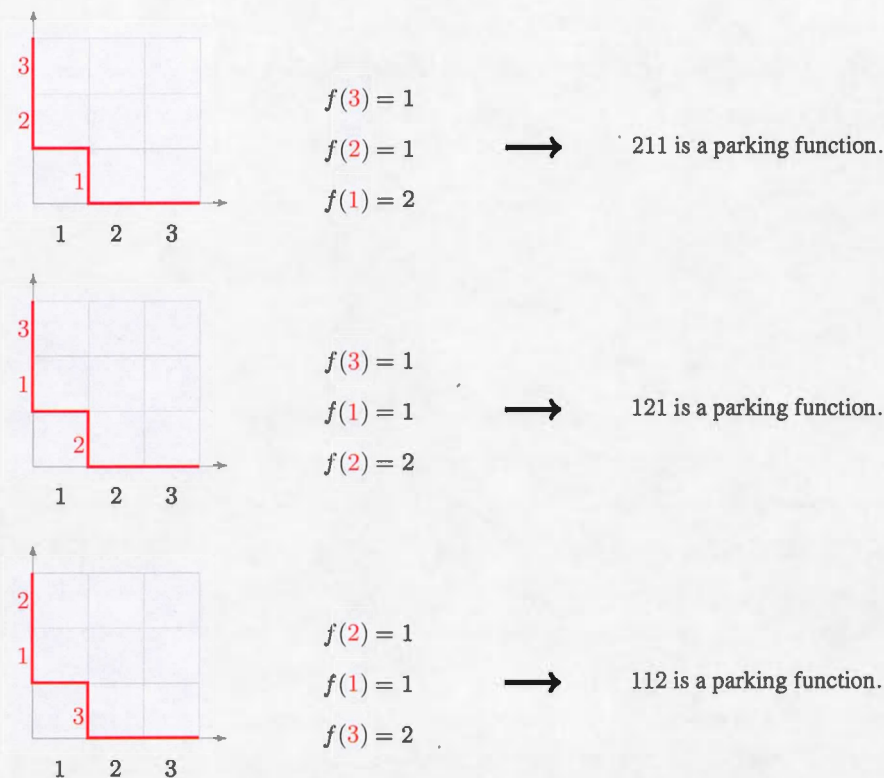 3
f(3) = 1
2
f(2) = 1
211 is a parking function.
1
f(1) = 2
1 2 3
3
f(3) = 1
1
f(1) = 1
121 is a parking function.
2
f(2) = 2
1 2 3
2
f(2) = 1
1
f(1) = 1
112 is a parking function.
3
f(3) = 2
1 2 3